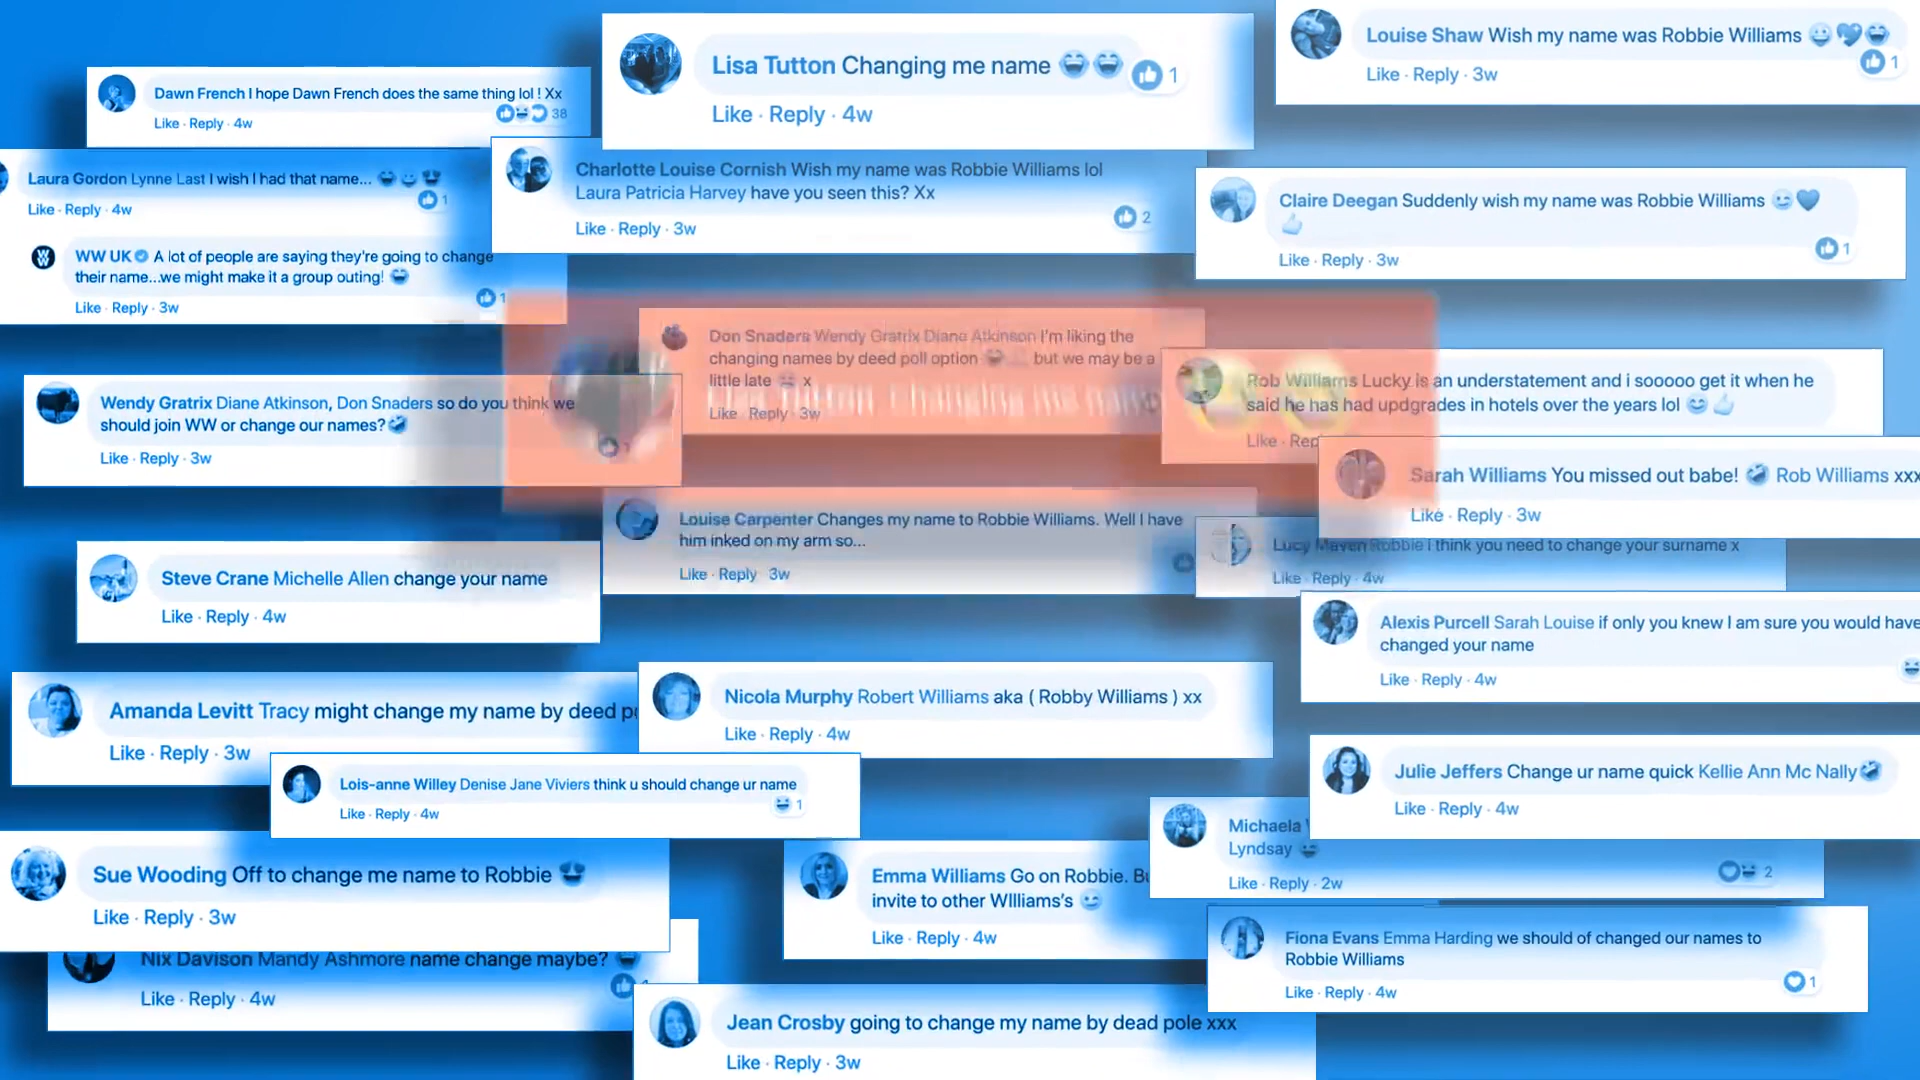 Louise Shaw Wish my name was Robbie Williams
1
Like · Reply · 3w
Lisa Tutton Changing me name
1
Like · Reply · 4w
Dawn French I hope Dawn French does the same thing lol ! Xx
38
Like · Reply · 4w
Laura Gordon Lynne Last I wish I had that name...
1
Like · Reply · 4w
WW UK A lot of people are saying they're going to change
their name...we might make it a group outing!
1
Like · Reply · 3w
Charlotte Louise Cornish Wish my name was Robbie Williams lol
Laura Patricia Harvey have you seen this? Xx
2
Like · Reply · 3w
Claire Deegan Suddenly wish my name was Robbie Williams
1
Like · Reply · 3w
Don Snaders Wendy Gratrix Diane Atkinson I'm liking the
changing names by deed poll option but we may be a
little late x
Like · Reply · 3w
Rob Williams Lucky is an understatement and i sooooo get it when he
said he has had updgrades in hotels over the years lol
Like · Rep
Wendy Gratrix Diane Atkinson, Don Snaders so do you think we
should join WW or change our names?
Like · Reply · 3w
Sarah Williams You missed out babe! Rob Williams xxx
Like · Reply · 3w
Louise Carpenter Changes my name to Robbie Williams. Well I have
him inked on my arm so...
Like · Reply · 3w
Lucy Maven Robbie I think you need to change your surname x
Like · Reply · 4w
Steve Crane Michelle Allen change your name
Like · Reply · 4w
Alexis Purcell Sarah Louise if only you knew I am sure you would have
changed your name
Like · Reply · 4w
Amanda Levitt Tracy might change my name by deed
Like · Reply · 3w
Nicola Murphy Robert Williams aka ( Robby Williams ) xx
Like · Reply · 4w
Lois-anne Willey Denise Jane Viviers think u should change ur name
1
Like · Reply · 4w
Julie Jeffers Change ur name quick Kellie Ann Mc Nally
Like · Reply · 4w
Michaela
Lyndsay
2
Like · Reply · 2w
Sue Wooding Off to change me name to Robbie
Like · Reply · 3w
Emma Williams Go on Robbie.
invite to other WIlliams's
Like · Reply · 4w
Fiona Evans Emma Harding we should of changed our names to
Robbie Williams
1
Like · Reply · 4w
Nix Davison Mandy Ashmore name change maybe?
Like · Reply · 4w
Jean Crosby going to change my name by dead pole xxx
Like · Reply · 3w